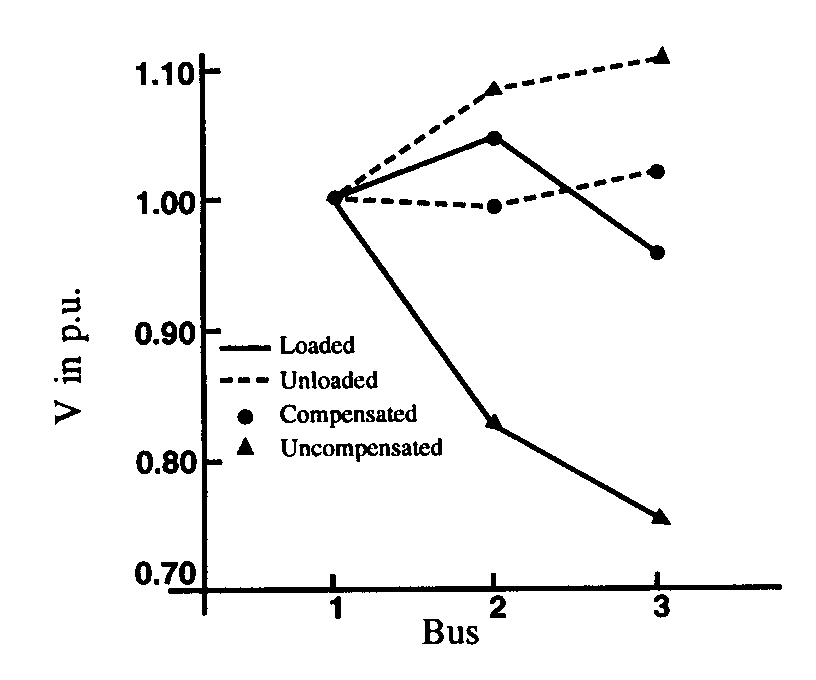 1.10
1.00
0.90
0.80
0.70
V in p.u.
Loaded
Unloaded
Compensated
Uncompensated
1 2 3
Bus